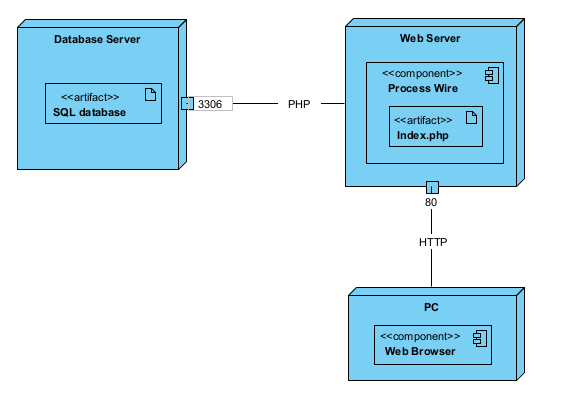 Database Server
<<artifact>>
SQL database
3306
PHP
Web Server
<<component>>
Process Wire
<<artifact>>
Index.php
80
HTTP
PC
<<component>>
Web Browser